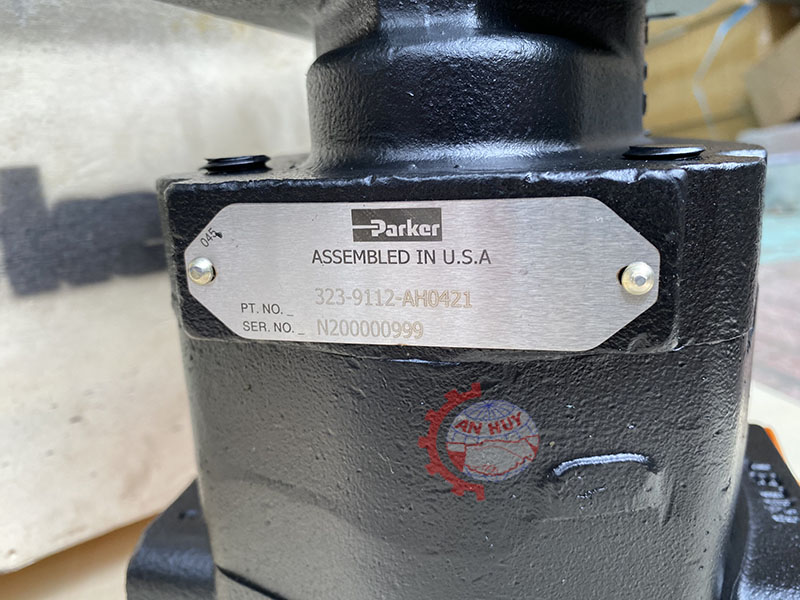 045
Parker
ASSEMBLED IN U.S.A
PT. NO._ 323-9112-AH0421
SER. NO._ N200000999
AN HUY